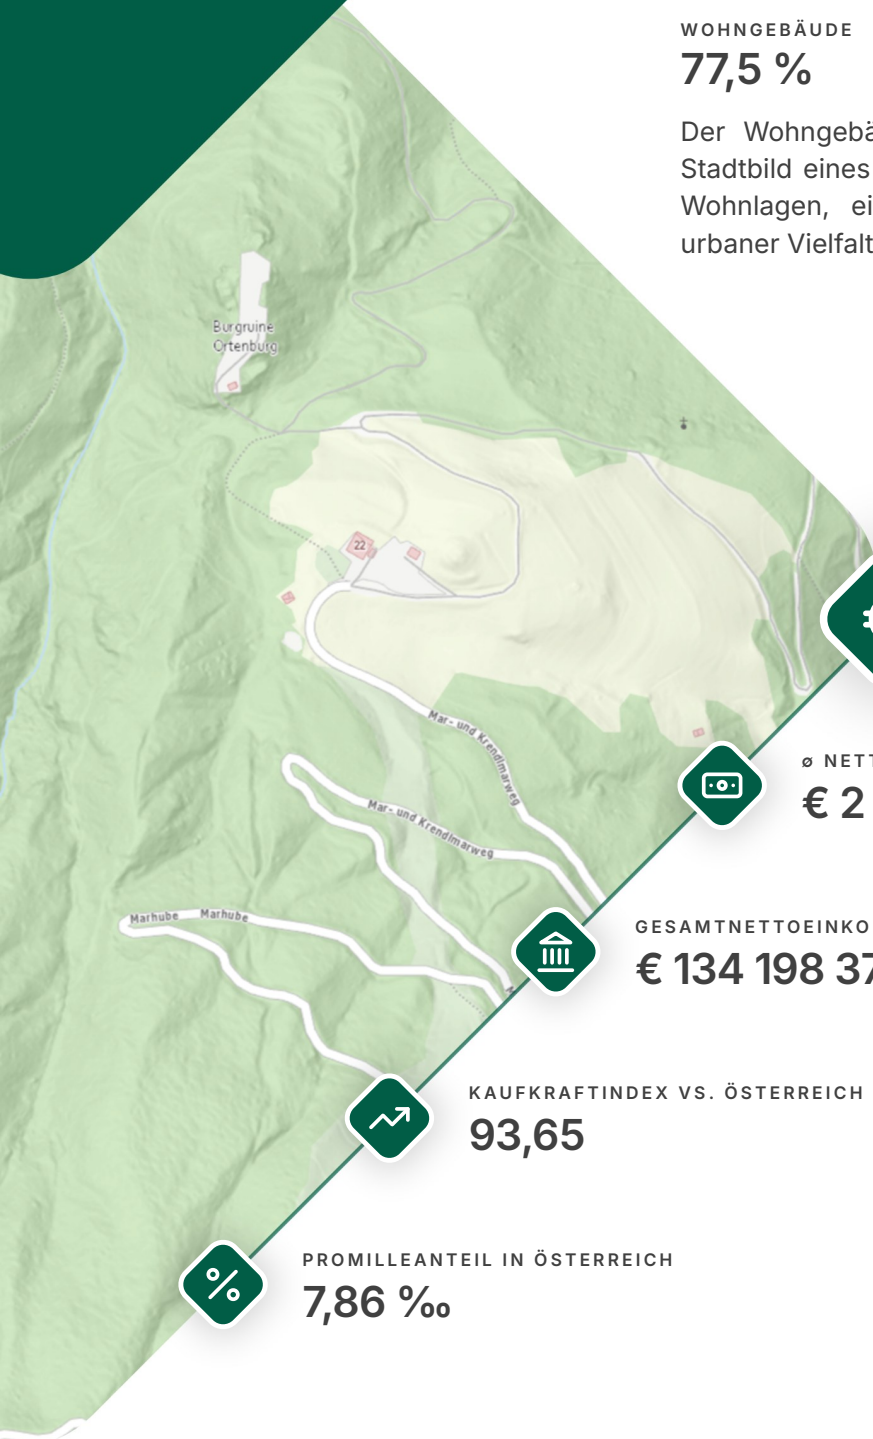 WOHNGEBÄUDE
77,5 %
Der Wohngebä
Stadtbild eines
Wohnlagen, ei
urbaner Vielfalt
Burgruine
Ortenburg
22
Mar- und Krendlmarweg
Mar- und Krendlmarweg
Marhube Marhube
ø NETT
€ 2
GESAMTNETTOEINKO
€ 134 198 37
KAUFKRAFTINDEX VS. ÖSTERREICH
93,65
PROMILLEANTEIL IN ÖSTERREICH
7,86 ‰